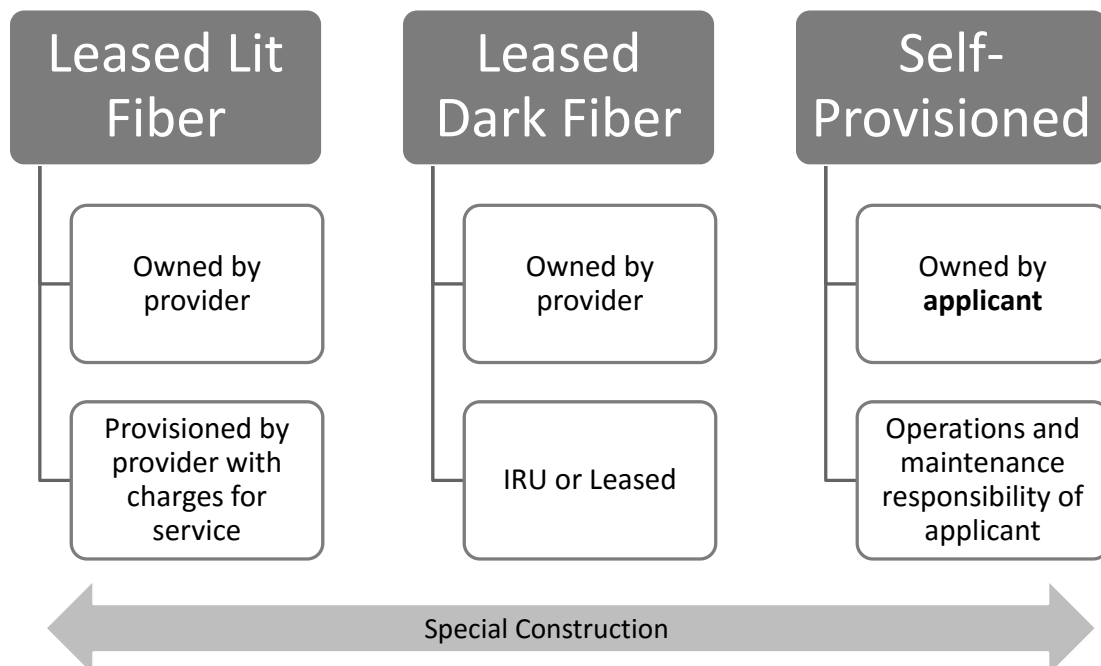 Leased Lit
Fiber
Owned by
provider
Provisioned by
provider with
charges for
service
Leased
Dark Fiber
Owned by
provider
IRU or Leased
Self-
Provisioned
Owned by
applicant
Operations and
maintenance
responsibility of
applicant
Special Construction